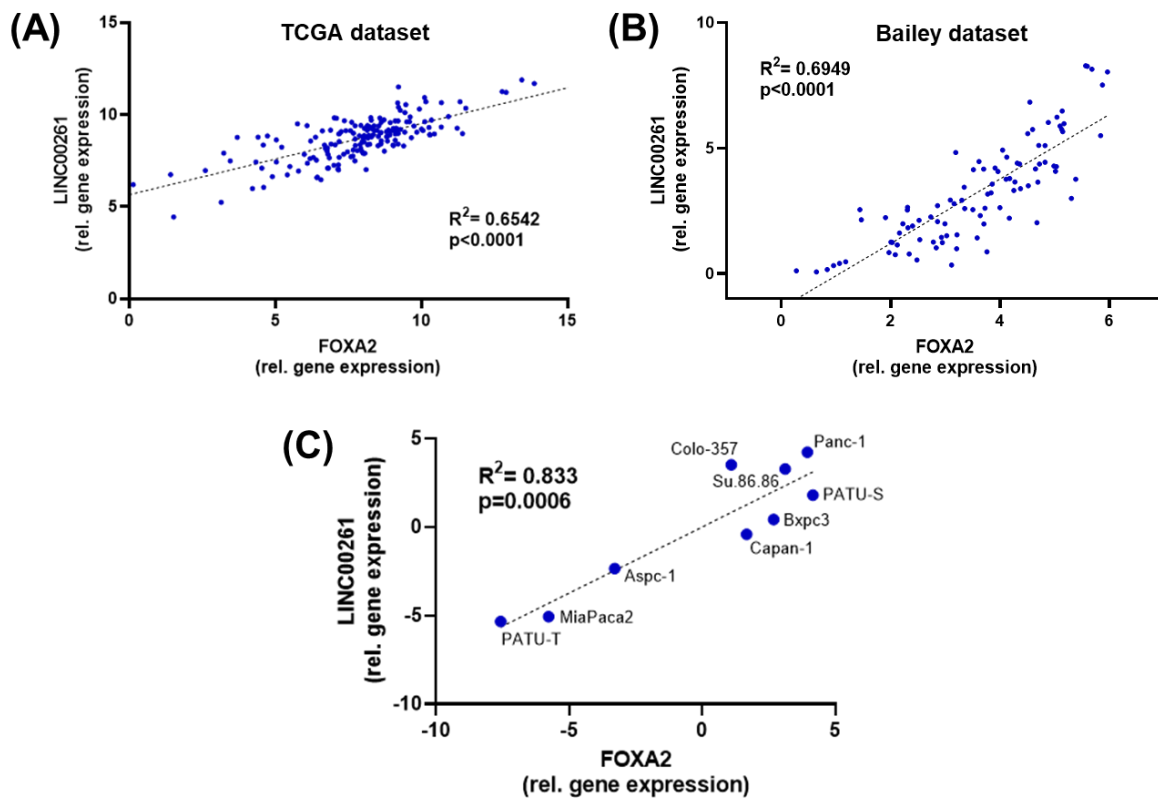 (A)
TCGA dataset
15
10
5
0
LINC00261
(rel. gene expression)
R²= 0.6542
p<0.0001
0 5 10 15
FOXA2
(rel. gene expression)
(B)
Bailey dataset
10
5
0
LINC00261
(rel. gene expression)
R²= 0.6949
p<0.0001
0 2 4 6
FOXA2
(rel. gene expression)
(C)
5
0
-5
-10
LINC00261
(rel. gene expression)
R²= 0.833
p=0.0006
Colo-357
Panc-1
Su.86.86
PATU-S
Bxpc3
Capan-1
Aspc-1
MiaPaca2
PATU-T
-10 -5 0 5
FOXA2
(rel. gene expression)